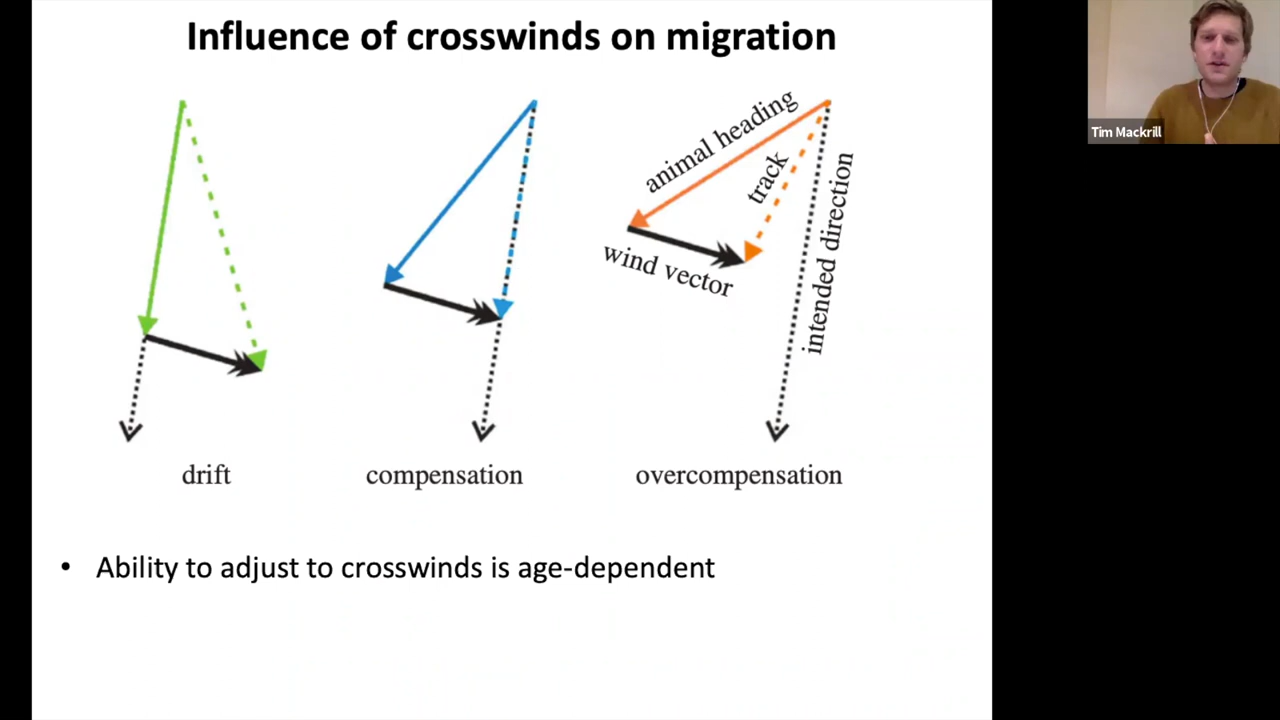 Influence of crosswinds on migration
Tim Mackrill
animal heading
track
wind vector
intended direction
drift
compensation
overcompensation
• Ability to adjust to crosswinds is age-dependent